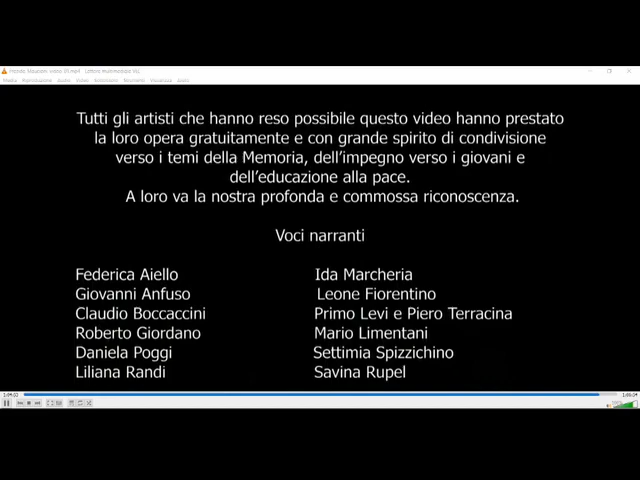 Tutti gli artisti che hanno reso possibile questo video hanno prestato
la loro opera gratuitamente e con grande spirito di condivisione
verso i temi della Memoria, dell'impegno verso i giovani e
dell'educazione alla pace.
A loro va la nostra profonda e commossa riconoscenza.
Voci narranti
Federica Aiello Ida Marcheria
Giovanni Anfuso Leone Fiorentino
Claudio Boccaccini Primo Levi e Piero Terracina
Roberto Giordano Mario Limentani
Daniela Poggi Settimia Spizzichino
Liliana Randi Savina Rupel